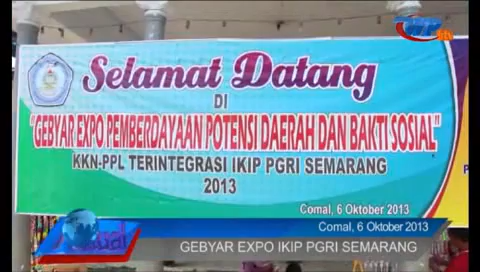 Selamat Datang
DI
"GEBYAR EXPO PEMBERDAYAAN POTENSI DAERAH DAN BAKTI SOSIAL"
KKN-PPL TERINTEGRASI IKIP PGRI SEMARANG
2013
Comal, 6 Oktober 2013
Comal, 6 Oktober 2013
GEBYAR EXPO IKIP PGRI SEMARANG